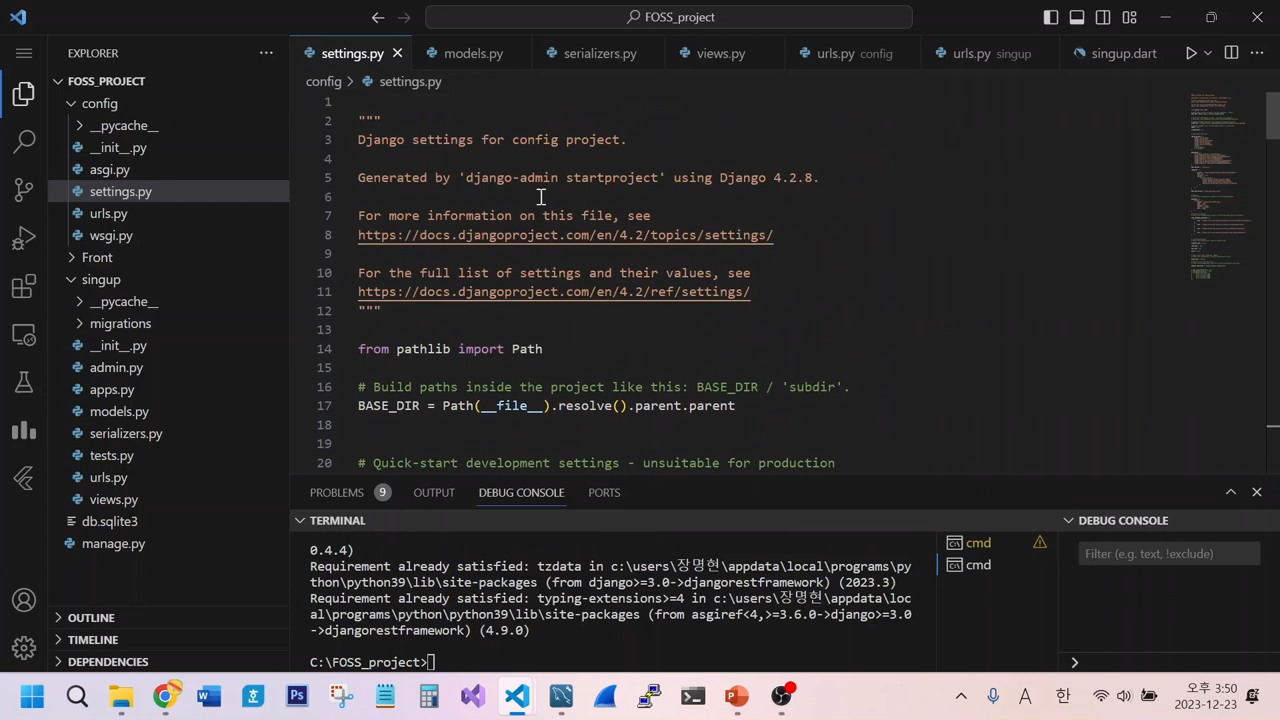 FOSS_project
EXPLORER
settings.py
models.py
serializers.py
views.py
urls.py config
urls.py singup
singup.dart
FOSS_PROJECT
config
__pycache__
__init__.py
asgi.py
settings.py
urls.py
wsgi.py
Front
singup
__pycache__
migrations
__init__.py
admin.py
apps.py
models.py
serializers.py
tests.py
urls.py
views.py
db.sqlite3
manage.py
OUTLINE
TIMELINE
DEPENDENCIES
config
settings.py
1
2 """
3 Django settings for config project.
4
5 Generated by 'django-admin startproject' using Django 4.2.8.
6
7 For more information on this file, see
8 https://docs.djangoproject.com/en/4.2/topics/settings/
9
10 For the full list of settings and their values, see
11 https://docs.djangoproject.com/en/4.2/ref/settings/
12 """
13
14 from pathlib import Path
15
16 # Build paths inside the project like this: BASE_DIR / 'subdir'.
17 BASE_DIR = Path(__file__).resolve().parent.parent
18
19
20 # Quick-start development settings - unsuitable for production
PROBLEMS 9
OUTPUT
DEBUG CONSOLE
PORTS
TERMINAL
0.4.4)
Requirement already satisfied: tzdata in c:\users\장명현\appdata\local\programs\py
thon\python39\lib\site-packages (from django>=3.0->djangorestframework) (2023.3)
Requirement already satisfied: typing-extensions>=4 in c:\users\장명현\appdata\loc
al\programs\python\python39\lib\site-packages (from asgiref<4,>=3.6.0->django>=3.0
->djangorestframework) (4.9.0)
C:\FOSS_project>
cmd
cmd
DEBUG CONSOLE
Filter (e.g. text, !exclude)
A
한
오후 3:50
2023-12-23